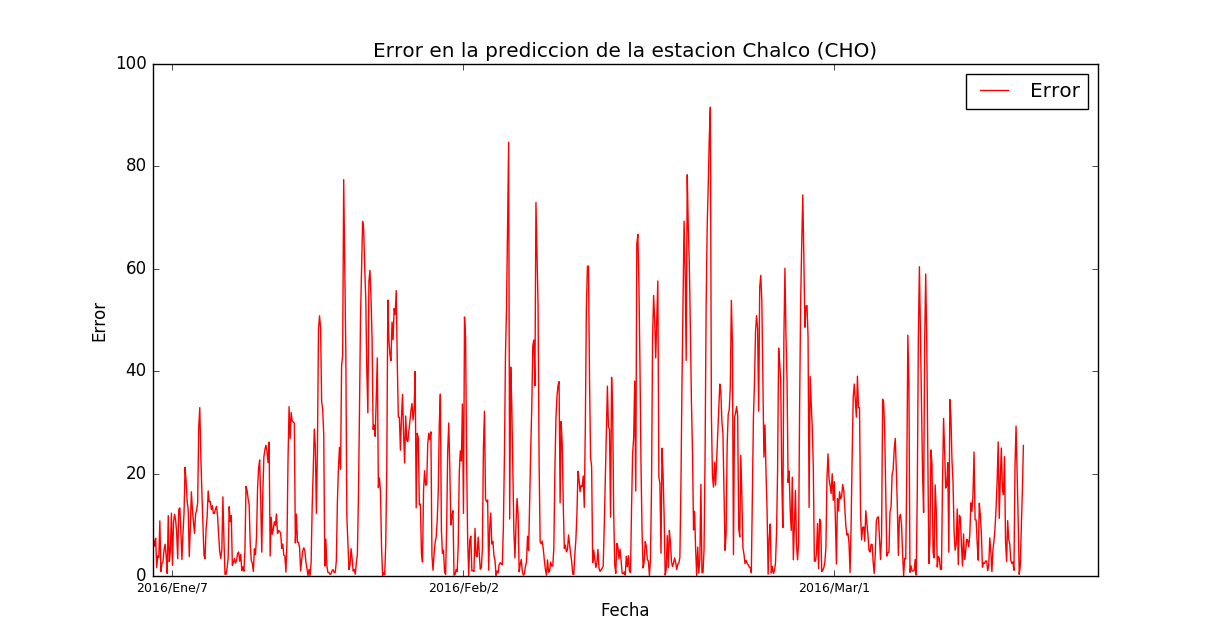 Error en la prediccion de la estacion Chalco (CHO)
100
80
60
40
20
0
Error
Error
2016/Ene/7 2016/Feb/2 2016/Mar/1
Fecha